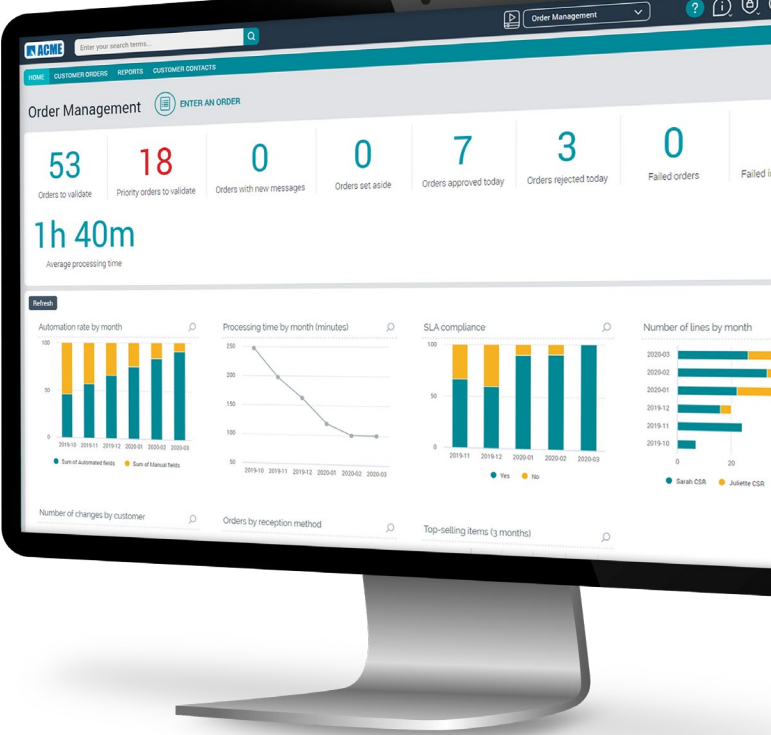 ACME
Enter your search terms...
Order Management
?
HOME CUSTOMER ORDERS REPORTS CUSTOMER CONTACTS
Order Management ENTER AN ORDER
53 18 0 0 7 3 0
Orders to validate Priority orders to validate Orders with new messages Orders set aside Orders approved today Orders rejected today Failed orders Failed
1h 40m
Average processing time
Refresh
Automation rate by month
100
50
0
2019-10 2019-11 2019-12 2020-01 2020-02 2020-03
Sum of Automated fields Sum of Manual fields
Processing time by month (minutes)
250
200
150
100
50
2019-10 2019-11 2019-12 2020-01 2020-02 2020-03
SLA compliance
100
50
0
2019-11 2019-12 2020-01 2020-02 2020-03
Yes No
Number of lines by month
2020-03
2020-02
2020-01
2019-12
2019-11
2019-10
0 20
Sarah CSR Juliette CSR
Number of changes by customer
Orders by reception method
Top-selling items (3 months)